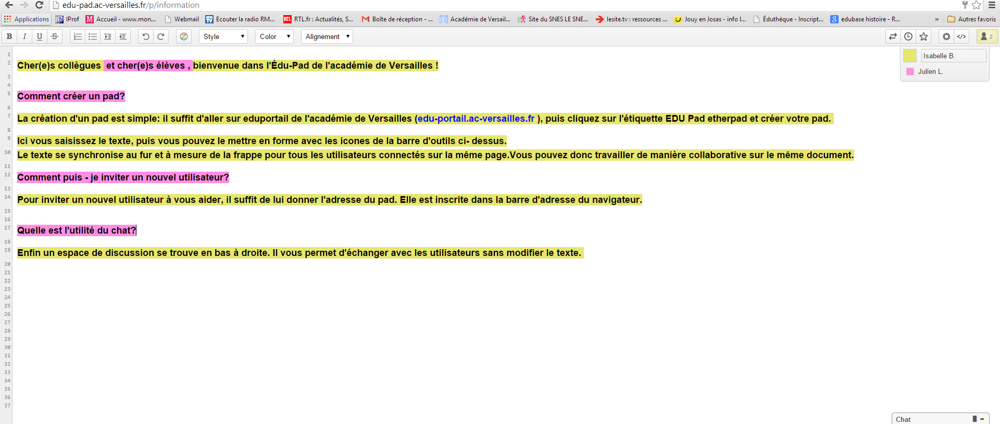 edu-pad.ac-versailles.fr/p/information
Applications IProf Accueil - www.mon... Webmail Ecouter la radio RM... RTL.fr : Actualités, S... Boîte de réception - ... Académie de Versail... Site du SNES LE SNE... lesite.tv : ressources ... Jouy en Josas - info l... Éduthèque - Inscript... edubase histoire - R... » Autres favoris
B I U S Style Color Alignement </> 2
Isabelle B.
Julien L.
1
2 Cher(e)s collègues et cher(e)s élèves , bienvenue dans l'Édu-Pad de l'académie de Versailles !
3
4
5 Comment créer un pad?
6
7 La création d'un pad est simple: il suffit d'aller sur eduportail de l'académie de Versailles (edu-portail.ac-versailles.fr ), puis cliquez sur l'étiquette EDU Pad etherpad et créer votre pad.
8
9 Ici vous saisissez le texte, puis vous pouvez le mettre en forme avec les icones de la barre d'outils ci- dessus.
10 Le texte se synchronise au fur et à mesure de la frappe pour tous les utilisateurs connectés sur la même page.Vous pouvez donc travailler de manière collaborative sur le même document.
11
12 Comment puis - je inviter un nouvel utilisateur?
13
14 Pour inviter un nouvel utilisateur à vous aider, il suffit de lui donner l'adresse du pad. Elle est inscrite dans la barre d'adresse du navigateur.
15
16
17 Quelle est l'utilité du chat?
18
19 Enfin un espace de discussion se trouve en bas à droite. Il vous permet d'échanger avec les utilisateurs sans modifier le texte.
20
21
22
23
24
25
26
27
28
29
30
31
32
33
34
35
36
37
Chat